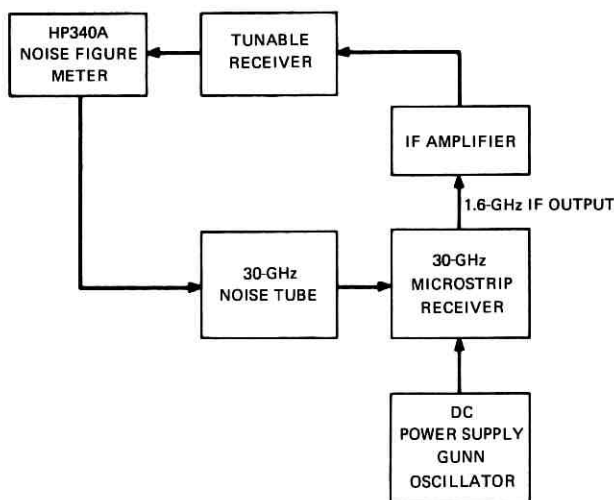 HP340A
NOISE FIGURE
METER
TUNABLE
RECEIVER
IF AMPLIFIER
1.6-GHz IF OUTPUT
30-GHz
NOISE TUBE
30-GHz
MICROSTRIP
RECEIVER
DC
POWER SUPPLY
GUNN
OSCILLATOR